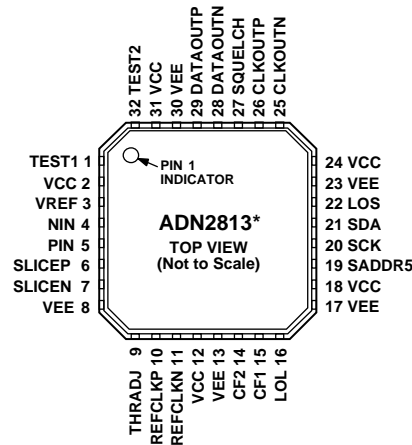 32 TEST2
31 VCC
30 VEE
29 DATAOUTP
28 DATAOUTN
27 SQUELCH
26 CLKOUTP
25 CLKOUTN
TEST1 1
VCC 2
VREF 3
NIN 4
PIN 5
SLICEP 6
SLICEN 7
VEE 8
PIN 1
INDICATOR
ADN2813*
TOP VIEW
(Not to Scale)
24 VCC
23 VEE
22 LOS
21 SDA
20 SCK
19 SADDR5
18 VCC
17 VEE
THRADJ 9
REFCLKP 10
REFCLKN 11
VCC 12
VEE 13
CF2 14
CF1 15
LOL 16